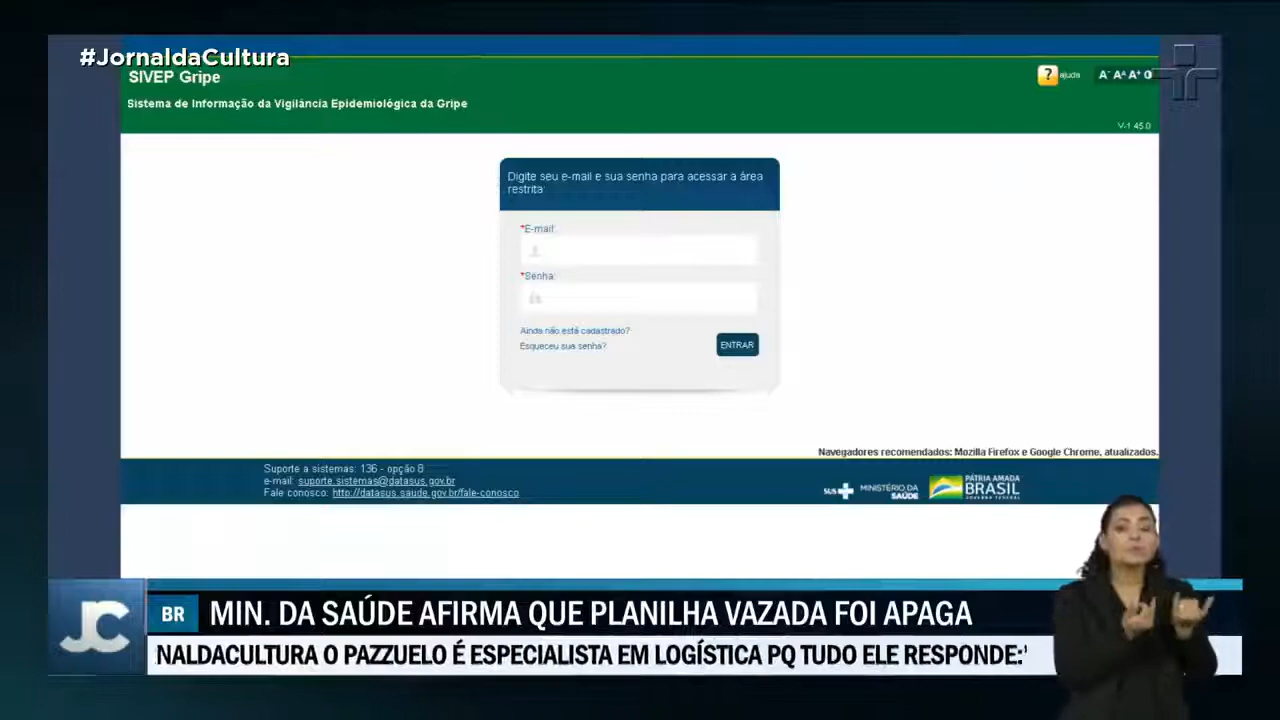 #JornaldaCultura
SIVEP Gripe
Sistema de Informação da Vigilância Epidemiológica da Gripe
? ajuda
A- Aª A+
V-1.45.0
Digite seu e-mail e sua senha para acessar a área
restrita:
*E-mail:
*Senha:
Ainda não está cadastrado?
Esqueceu sua senha?
ENTRAR
Navegadores recomendados: Mozilla Firefox e Google Chrome, atualizados.
Suporte a sistemas: 136 - opção 8
e-mail: suporte.sistemas@datasus.gov.br
Fale conosco: http://datasus.saude.gov.br/fale-conosco
SUS
MINISTÉRIO DA
SAÚDE
PÁTRIA AMADA
BRASIL
GOVERNO FEDERAL
JC
BR
MIN. DA SAÚDE AFIRMA QUE PLANILHA VAZADA FOI APAGA
NALDACULTURA O PAZZUELO É ESPECIALISTA EM LOGÍSTICA PQ TUDO ELE RESPONDE:'